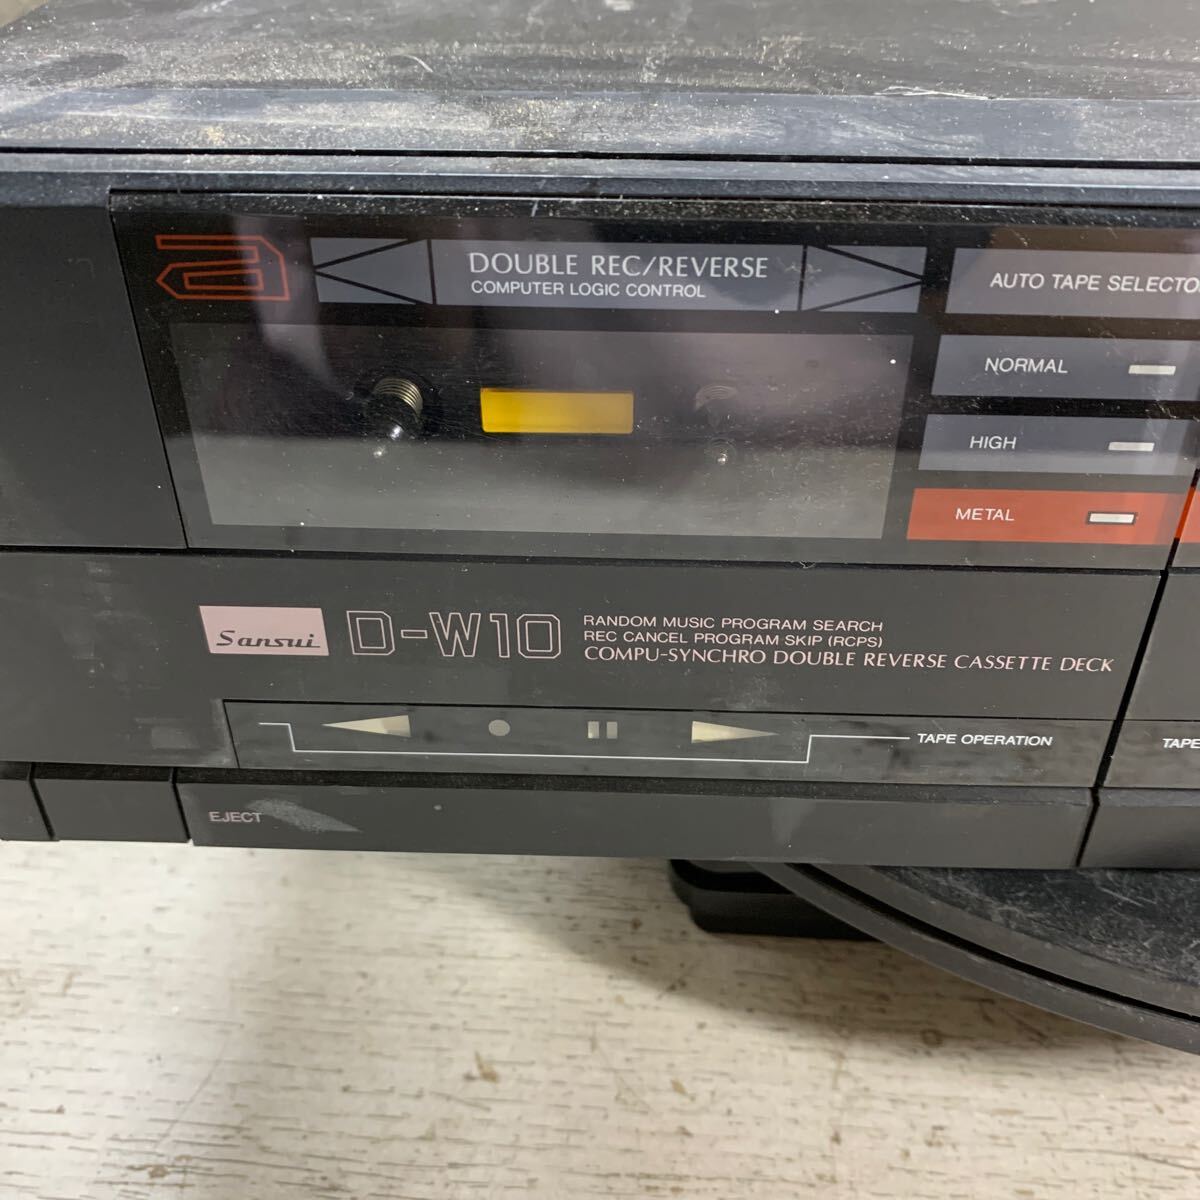 DOUBLE REC/REVERSE
COMPUTER LOGIC CONTROL
AUTO TAPE SELECTO
NORMAL
HIGH
METAL
Sansui D-W10
RANDOM MUSIC PROGRAM SEARCH
REC CANCEL PROGRAM SKIP (RCPS)
COMPU-SYNCHRO DOUBLE REVERSE CASSETTE DECK
TAPE OPERATION
TAPE
EJECT